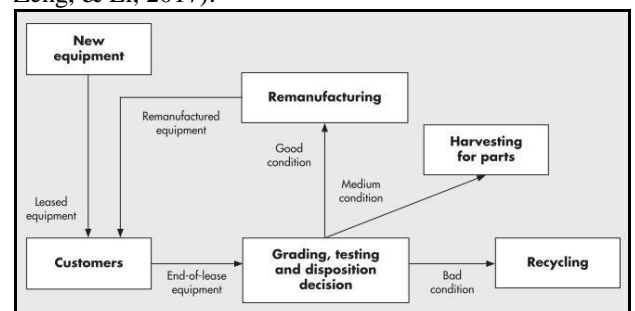 Zeng, & Li, 2017).
New
equipment
Remanufacturing
Remanufactured
equipment
Harvesting
for parts
Good
condition
Medium
condition
Leased
equipment
Customers
End-of-lease
equipment
Grading, testing
and disposition
decision
Bad
condition
Recycling